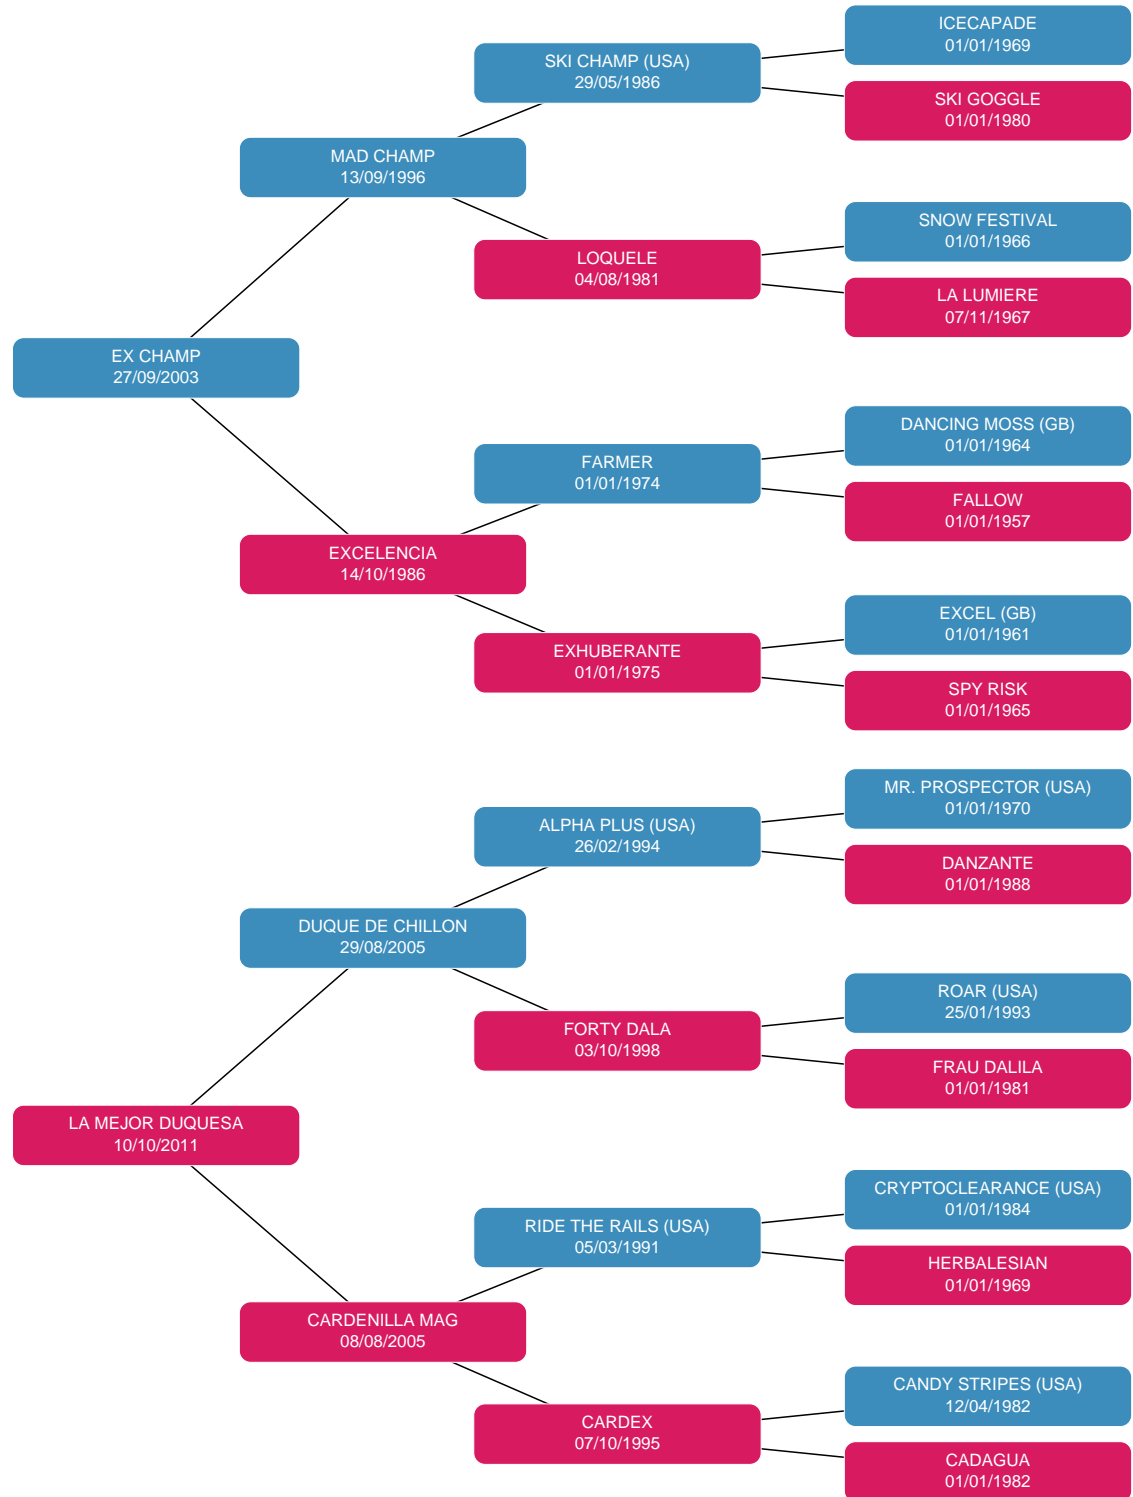 ICECAPADE
01/01/1969
SKI CHAMP (USA)
29/05/1986
SKI GOGGLE
01/01/1980
MAD CHAMP
13/09/1996
SNOW FESTIVAL
01/01/1966
LOQUELE
04/08/1981
LA LUMIERE
07/11/1967
EX CHAMP
27/09/2003
DANCING MOSS (GB)
01/01/1964
FARMER
01/01/1974
FALLOW
01/01/1957
EXCELENCIA
14/10/1986
EXCEL (GB)
01/01/1961
EXHUBERANTE
01/01/1975
SPY RISK
01/01/1965
MR. PROSPECTOR (USA)
01/01/1970
ALPHA PLUS (USA)
26/02/1994
DANZANTE
01/01/1988
DUQUE DE CHILLON
29/08/2005
ROAR (USA)
25/01/1993
FORTY DALA
03/10/1998
FRAU DALILA
01/01/1981
LA MEJOR DUQUESA
10/10/2011
CRYPTOCLEARANCE (USA)
01/01/1984
RIDE THE RAILS (USA)
05/03/1991
HERBALESIAN
01/01/1969
CARDENILLA MAG
08/08/2005
CANDY STRIPES (USA)
12/04/1982
CARDEX
07/10/1995
CADAGUA
01/01/1982